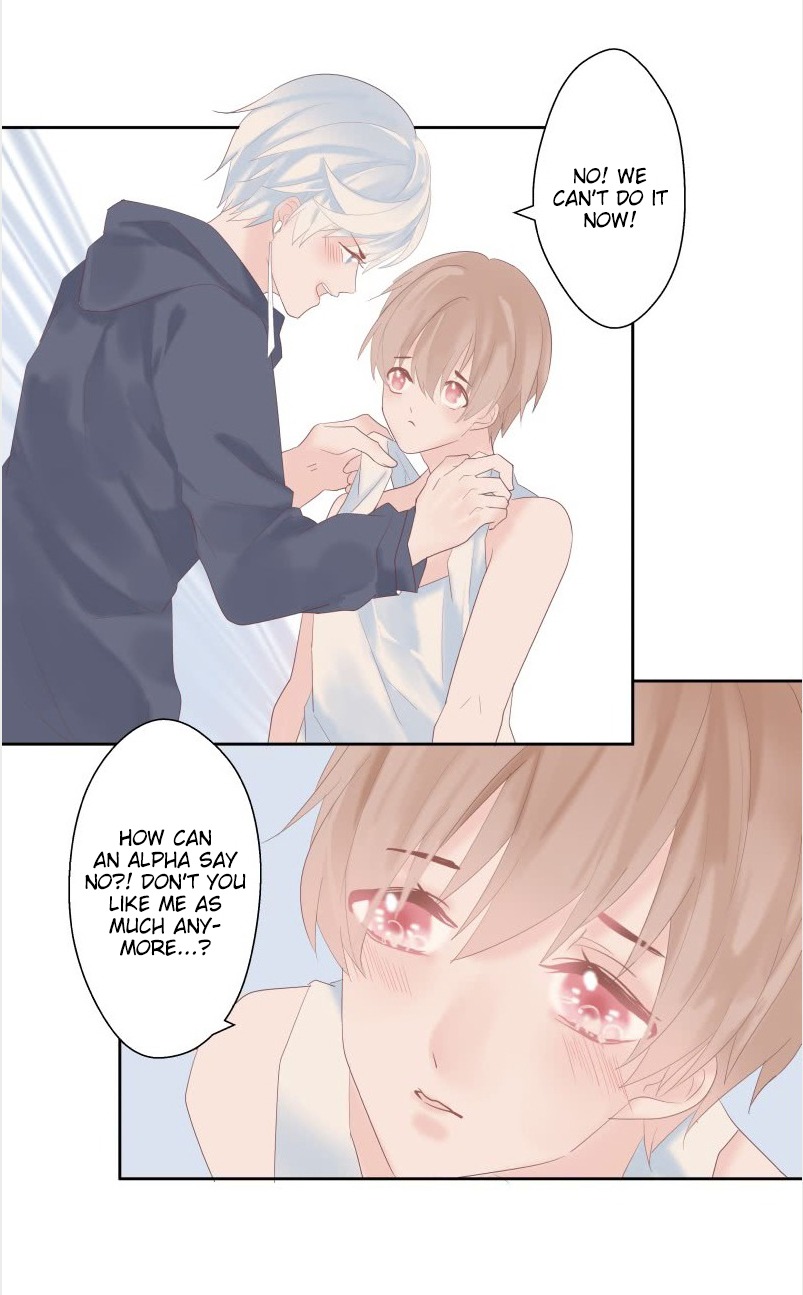 NO! WE
CAN'T DO IT
NOW!
HOW CAN
AN ALPHA SAY
NO?! DON'T YOU
LIKE ME AS
MUCH ANY-
MORE...?